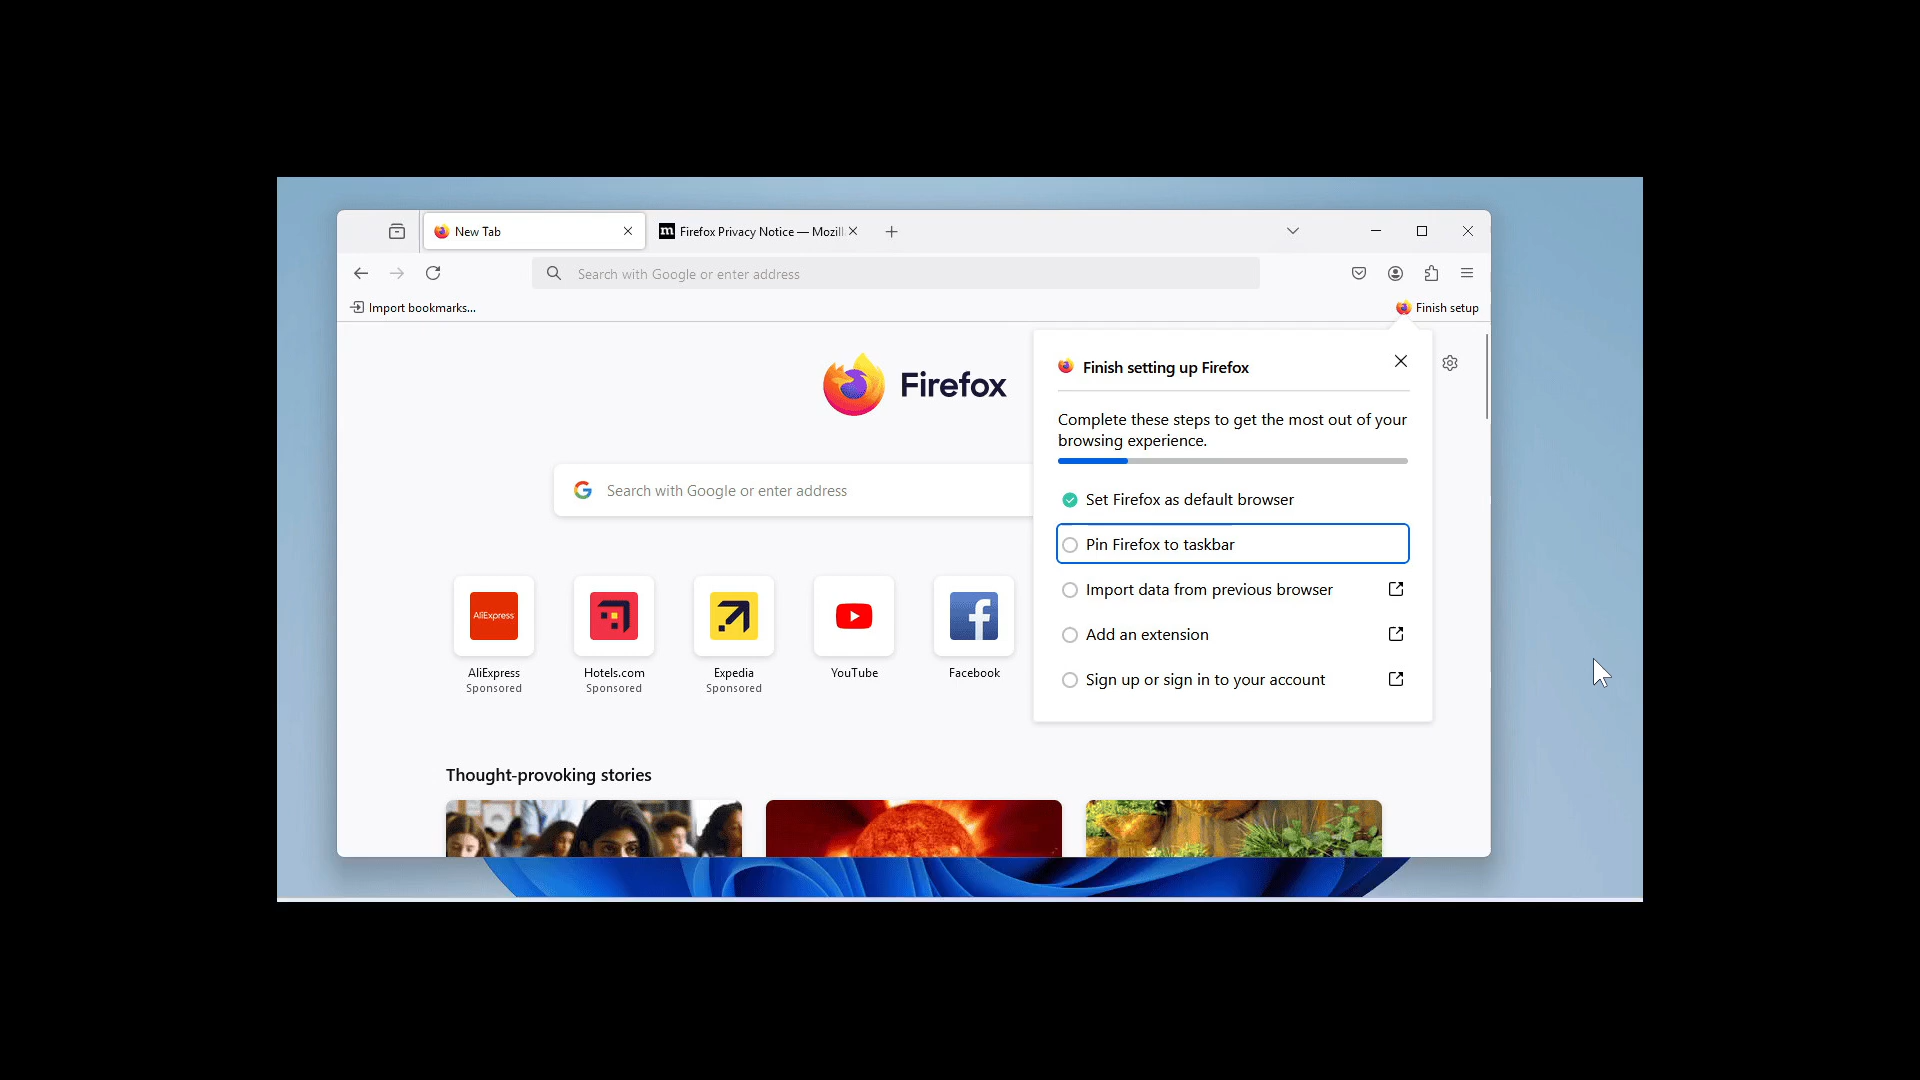 New Tab
Firefox Privacy Notice — Mozill
Search with Google or enter address
Import bookmarks...
Finish setup
Firefox
Finish setting up Firefox
Complete these steps to get the most out of your
browsing experience.
Search with Google or enter address
Set Firefox as default browser
Pin Firefox to taskbar
Import data from previous browser
Add an extension
Sign up or sign in to your account
AliExpress
AliExpress
Sponsored
Hotels.com
Sponsored
Expedia
Sponsored
YouTube
Facebook
Thought-provoking stories